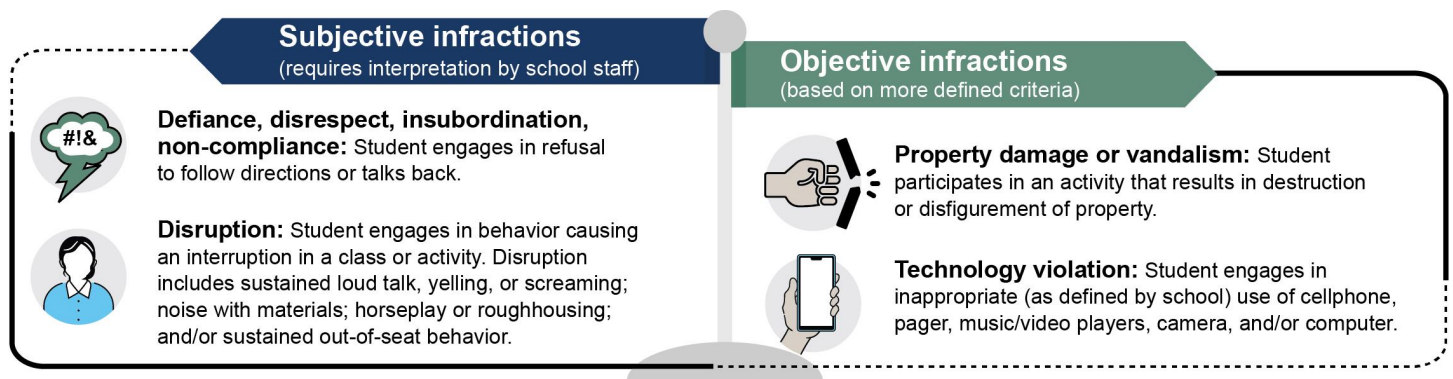 Subjective infractions
(requires interpretation by school staff)
#!&
Defiance, disrespect, insubordination,
non-compliance: Student engages in refusal
to follow directions or talks back.
Disruption: Student engages in behavior causing
an interruption in a class or activity. Disruption
includes sustained loud talk, yelling, or screaming;
noise with materials; horseplay or roughhousing;
and/or sustained out-of-seat behavior.
Objective infractions
(based on more defined criteria)
Property damage or vandalism: Student
participates in an activity that results in destruction
or disfigurement of property.
Technology violation: Student engages in
inappropriate (as defined by school) use of cellphone,
pager, music/video players, camera, and/or computer.